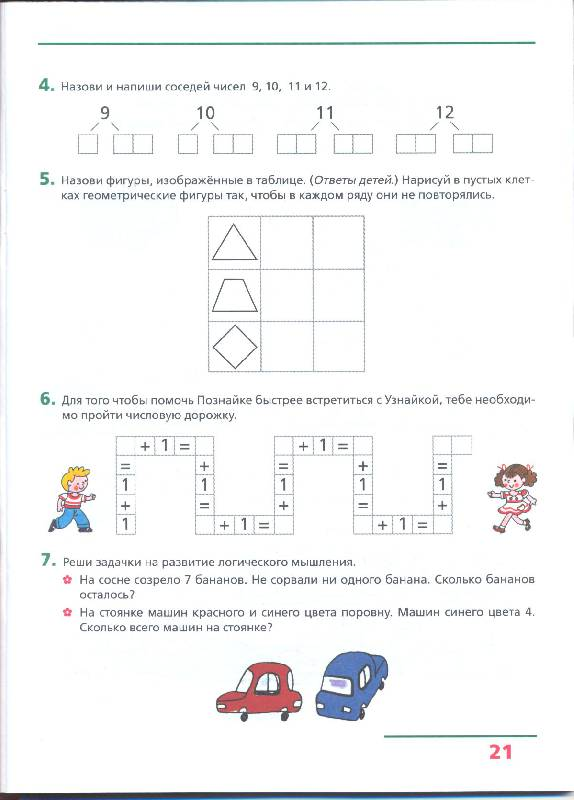 4. Назови и напиши соседей чисел 9, 10, 11 и 12.
9 10 11 12
5. Назови фигуры, изображённые в таблице. (Ответы детей.) Нарисуй в пустых клет-
ках геометрические фигуры так, чтобы в каждом ряду они не повторялись.
6. Для того чтобы помочь Познайке быстрее встретиться с Узнайкой, тебе необходи-
мо пройти числовую дорожку.
+ 1 = + 1 =
= + = + =
1 1 1 1 1
+ = + = +
1 + 1 = + 1 =
7. Реши задачки на развитие логического мышления.
На сосне созрело 7 бананов. Не сорвали ни одного банана. Сколько бананов
осталось?
На стоянке машин красного и синего цвета поровну. Машин синего цвета 4.
Сколько всего машин на стоянке?
21